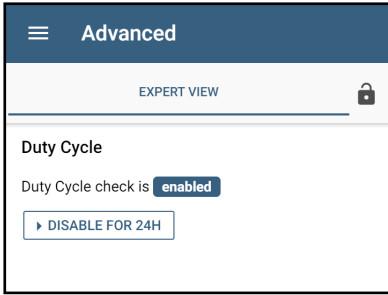 Advanced
EXPERT VIEW
Duty Cycle
Duty Cycle check is enabled
DISABLE FOR 24H